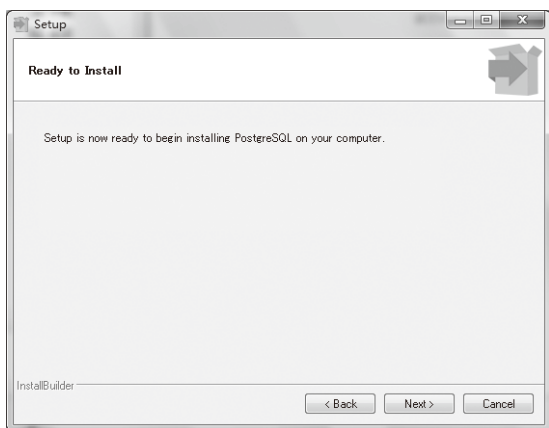 Setup
Ready to Install
Setup is now ready to begin installing PostgreSQL on your computer.
InstallBuilder
< Back
Next >
Cancel